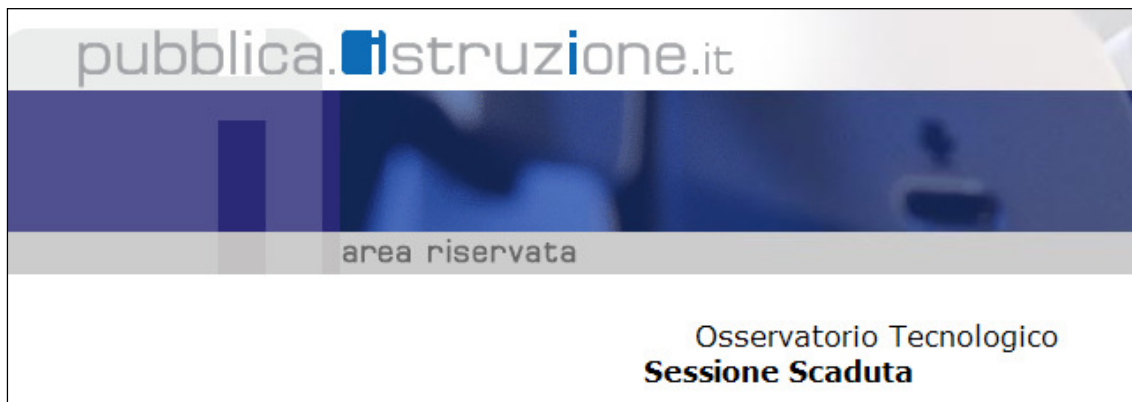 pubblica.istruzione.it
area riservata
Osservatorio Tecnologico
Sessione Scaduta